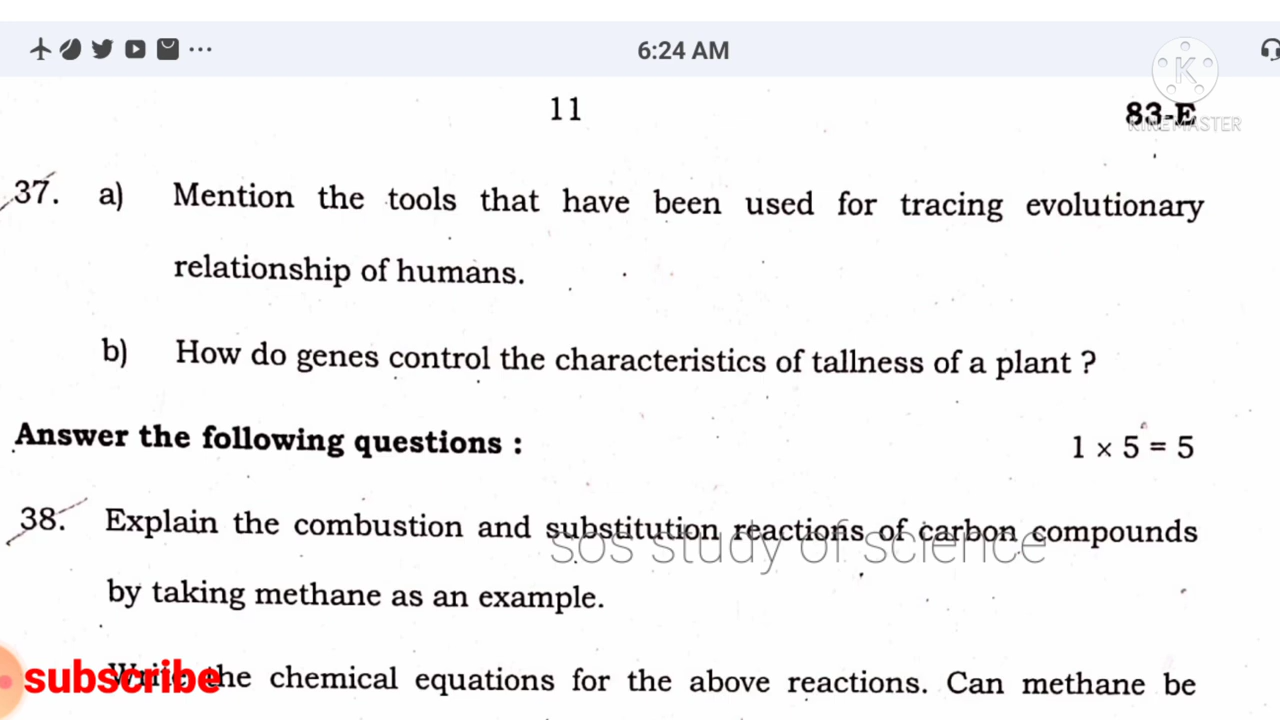 6:24 AM
K
KINEMASTER
11
83-E
37. a) Mention the tools that have been used for tracing evolutionary
relationship of humans.
b) How do genes control the characteristics of tallness of a plant ?
Answer the following questions :
1 × 5 = 5
38. Explain the combustion and substitution reactions of carbon compounds
sos study of science
by taking methane as an example.
subscribe
Write the chemical equations for the above reactions. Can methane be